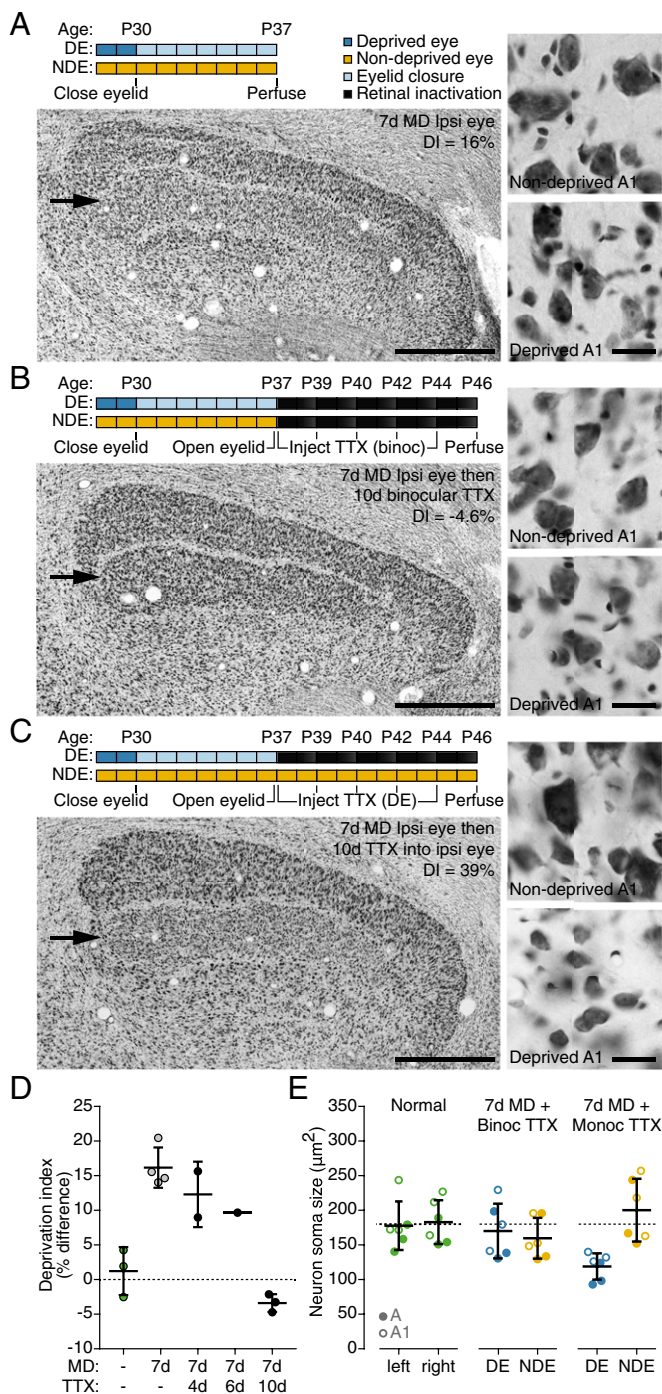 A
Age: P30 P37
DE:
NDE:
Close eyelid Perfuse
Deprived eye
Non-deprived eye
Eyelid closure
Retinal inactivation
7d MD Ipsi eye
DI = 16%
Non-deprived A1
Deprived A1
B
Age: P30 P37 P39 P40 P42 P44 P46
DE:
NDE:
Close eyelid Open eyelid Inject TTX (binoc) Perfuse
7d MD Ipsi eye then
10d binocular TTX
DI = -4.6%
Non-deprived A1
Deprived A1
C
Age: P30 P37 P39 P40 P42 P44 P46
DE:
NDE:
Close eyelid Open eyelid Inject TTX (DE) Perfuse
7d MD Ipsi eye then
10d TTX into ipsi eye
DI = 39%
Non-deprived A1
Deprived A1
D
Deprivation index
(% difference)
25
20
15
10
5
0
-5
-10
MD: - 7d 7d 7d 7d
TTX: - - 4d 6d 10d
E
Normal
7d MD +
Binoc TTX
7d MD +
Monoc TTX
Neuron soma size (μm²)
350
300
250
200
150
100
50
0
A
A1
left right DE NDE DE NDE